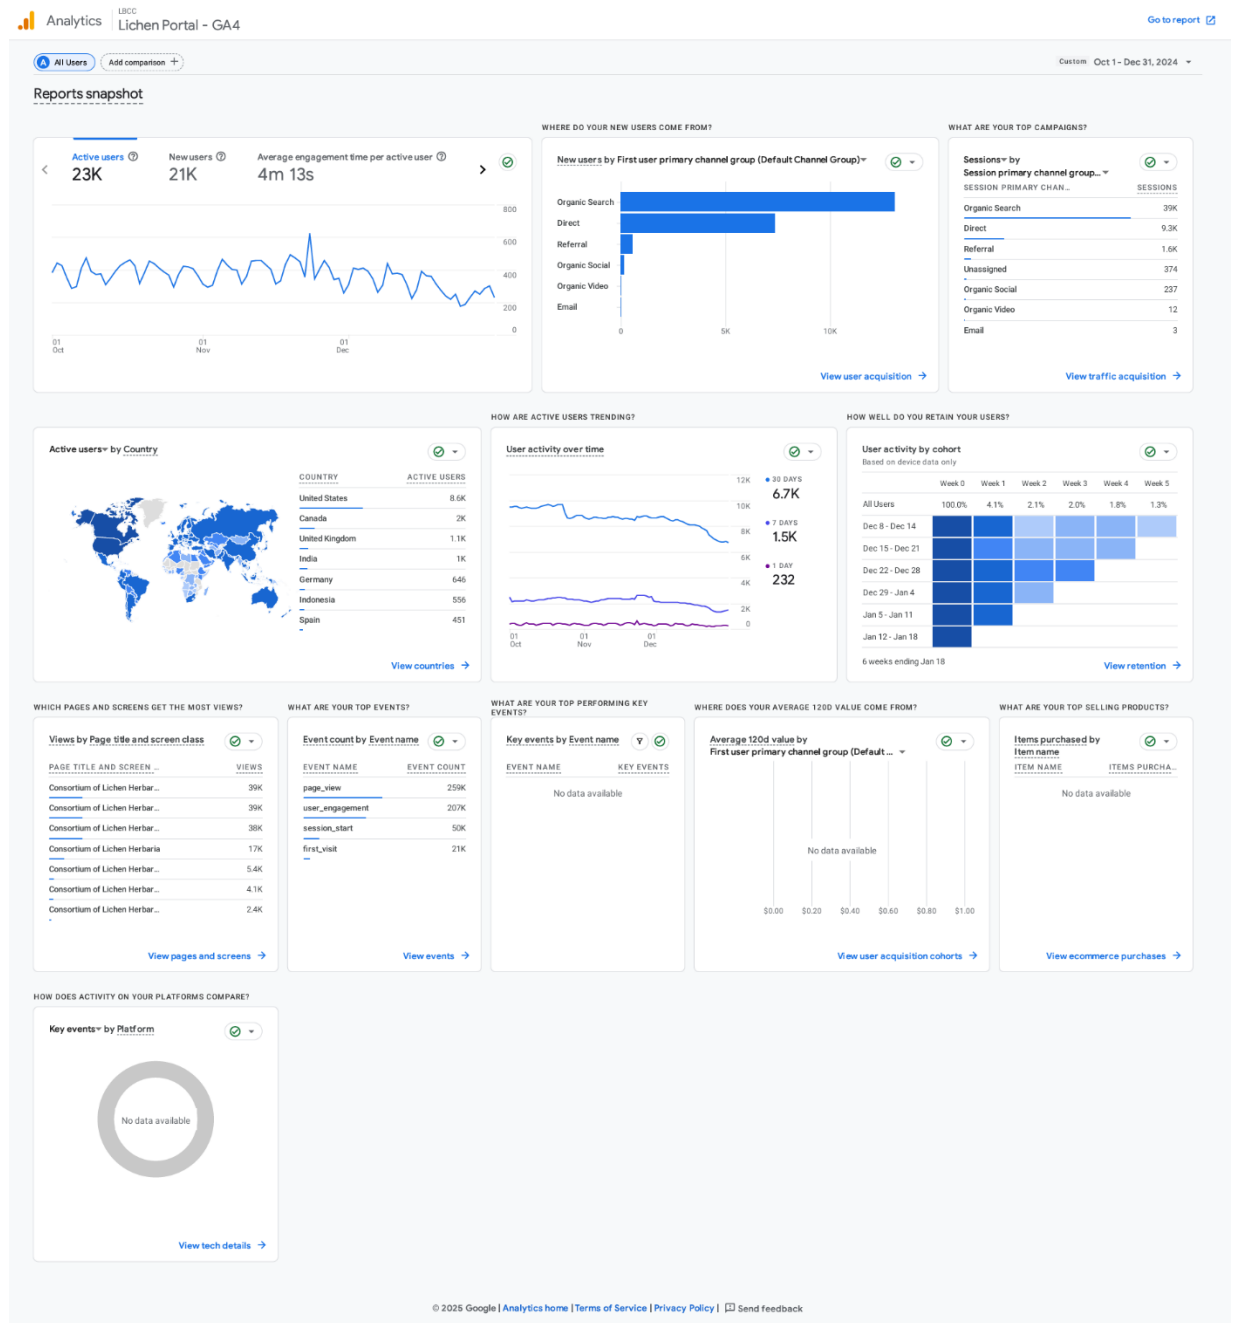 Analytics
LBCC
Lichen Portal - GA4
Go to report
A All Users
Add comparison +
Custom Oct 1 - Dec 31, 2024
Reports snapshot
Active users
23K
New users
21K
Average engagement time per active user
4m 13s
800
600
400
200
0
01
Oct
01
Nov
01
Dec
WHERE DO YOUR NEW USERS COME FROM?
New users by First user primary channel group (Default Channel Group)
Organic Search
Direct
Referral
Organic Social
Organic Video
Email
0 5K 10K
View user acquisition →
WHAT ARE YOUR TOP CAMPAIGNS?
Sessions by
Session primary channel group...
SESSION PRIMARY CHAN... SESSIONS
Organic Search 39K
Direct 9.3K
Referral 1.6K
Unassigned 374
Organic Social 237
Organic Video 12
Email 3
View traffic acquisition →
Active users by Country
COUNTRY ACTIVE USERS
United States 8.6K
Canada 2K
United Kingdom 1.1K
India 1K
Germany 646
Indonesia 556
Spain 451
View countries →
HOW ARE ACTIVE USERS TRENDING?
User activity over time
12K
10K
8K
6K
4K
2K
0
01
Oct
01
Nov
01
Dec
30 DAYS
6.7K
7 DAYS
1.5K
1 DAY
232
HOW WELL DO YOU RETAIN YOUR USERS?
User activity by cohort
Based on device data only
Week 0 Week 1 Week 2 Week 3 Week 4 Week 5
All Users 100.0% 4.1% 2.1% 2.0% 1.8% 1.3%
Dec 8 - Dec 14
Dec 15 - Dec 21
Dec 22 - Dec 28
Dec 29 - Jan 4
Jan 5 - Jan 11
Jan 12 - Jan 18
6 weeks ending Jan 18
View retention →
WHICH PAGES AND SCREENS GET THE MOST VIEWS?
Views by Page title and screen class
PAGE TITLE AND SCREEN ... VIEWS
Consortium of Lichen Herbar... 39K
Consortium of Lichen Herbar... 39K
Consortium of Lichen Herbar... 38K
Consortium of Lichen Herbaria 17K
Consortium of Lichen Herbar... 5.4K
Consortium of Lichen Herbar... 4.1K
Consortium of Lichen Herbar... 2.4K
View pages and screens →
WHAT ARE YOUR TOP EVENTS?
Event count by Event name
EVENT NAME EVENT COUNT
page_view 259K
user_engagement 207K
session_start 50K
first_visit 21K
View events →
WHAT ARE YOUR TOP PERFORMING KEY
EVENTS?
Key events by Event name
EVENT NAME KEY EVENTS
No data available
WHERE DOES YOUR AVERAGE 120D VALUE COME FROM?
Average 120d value by
First user primary channel group (Default ...
No data available
$0.00 $0.20 $0.40 $0.60 $0.80 $1.00
View user acquisition cohorts →
WHAT ARE YOUR TOP SELLING PRODUCTS?
Items purchased by
Item name
ITEM NAME ITEMS PURCHA...
No data available
View ecommerce purchases →
HOW DOES ACTIVITY ON YOUR PLATFORMS COMPARE?
Key events by Platform
No data available
View tech details →
© 2025 Google | Analytics home | Terms of Service | Privacy Policy | Send feedback